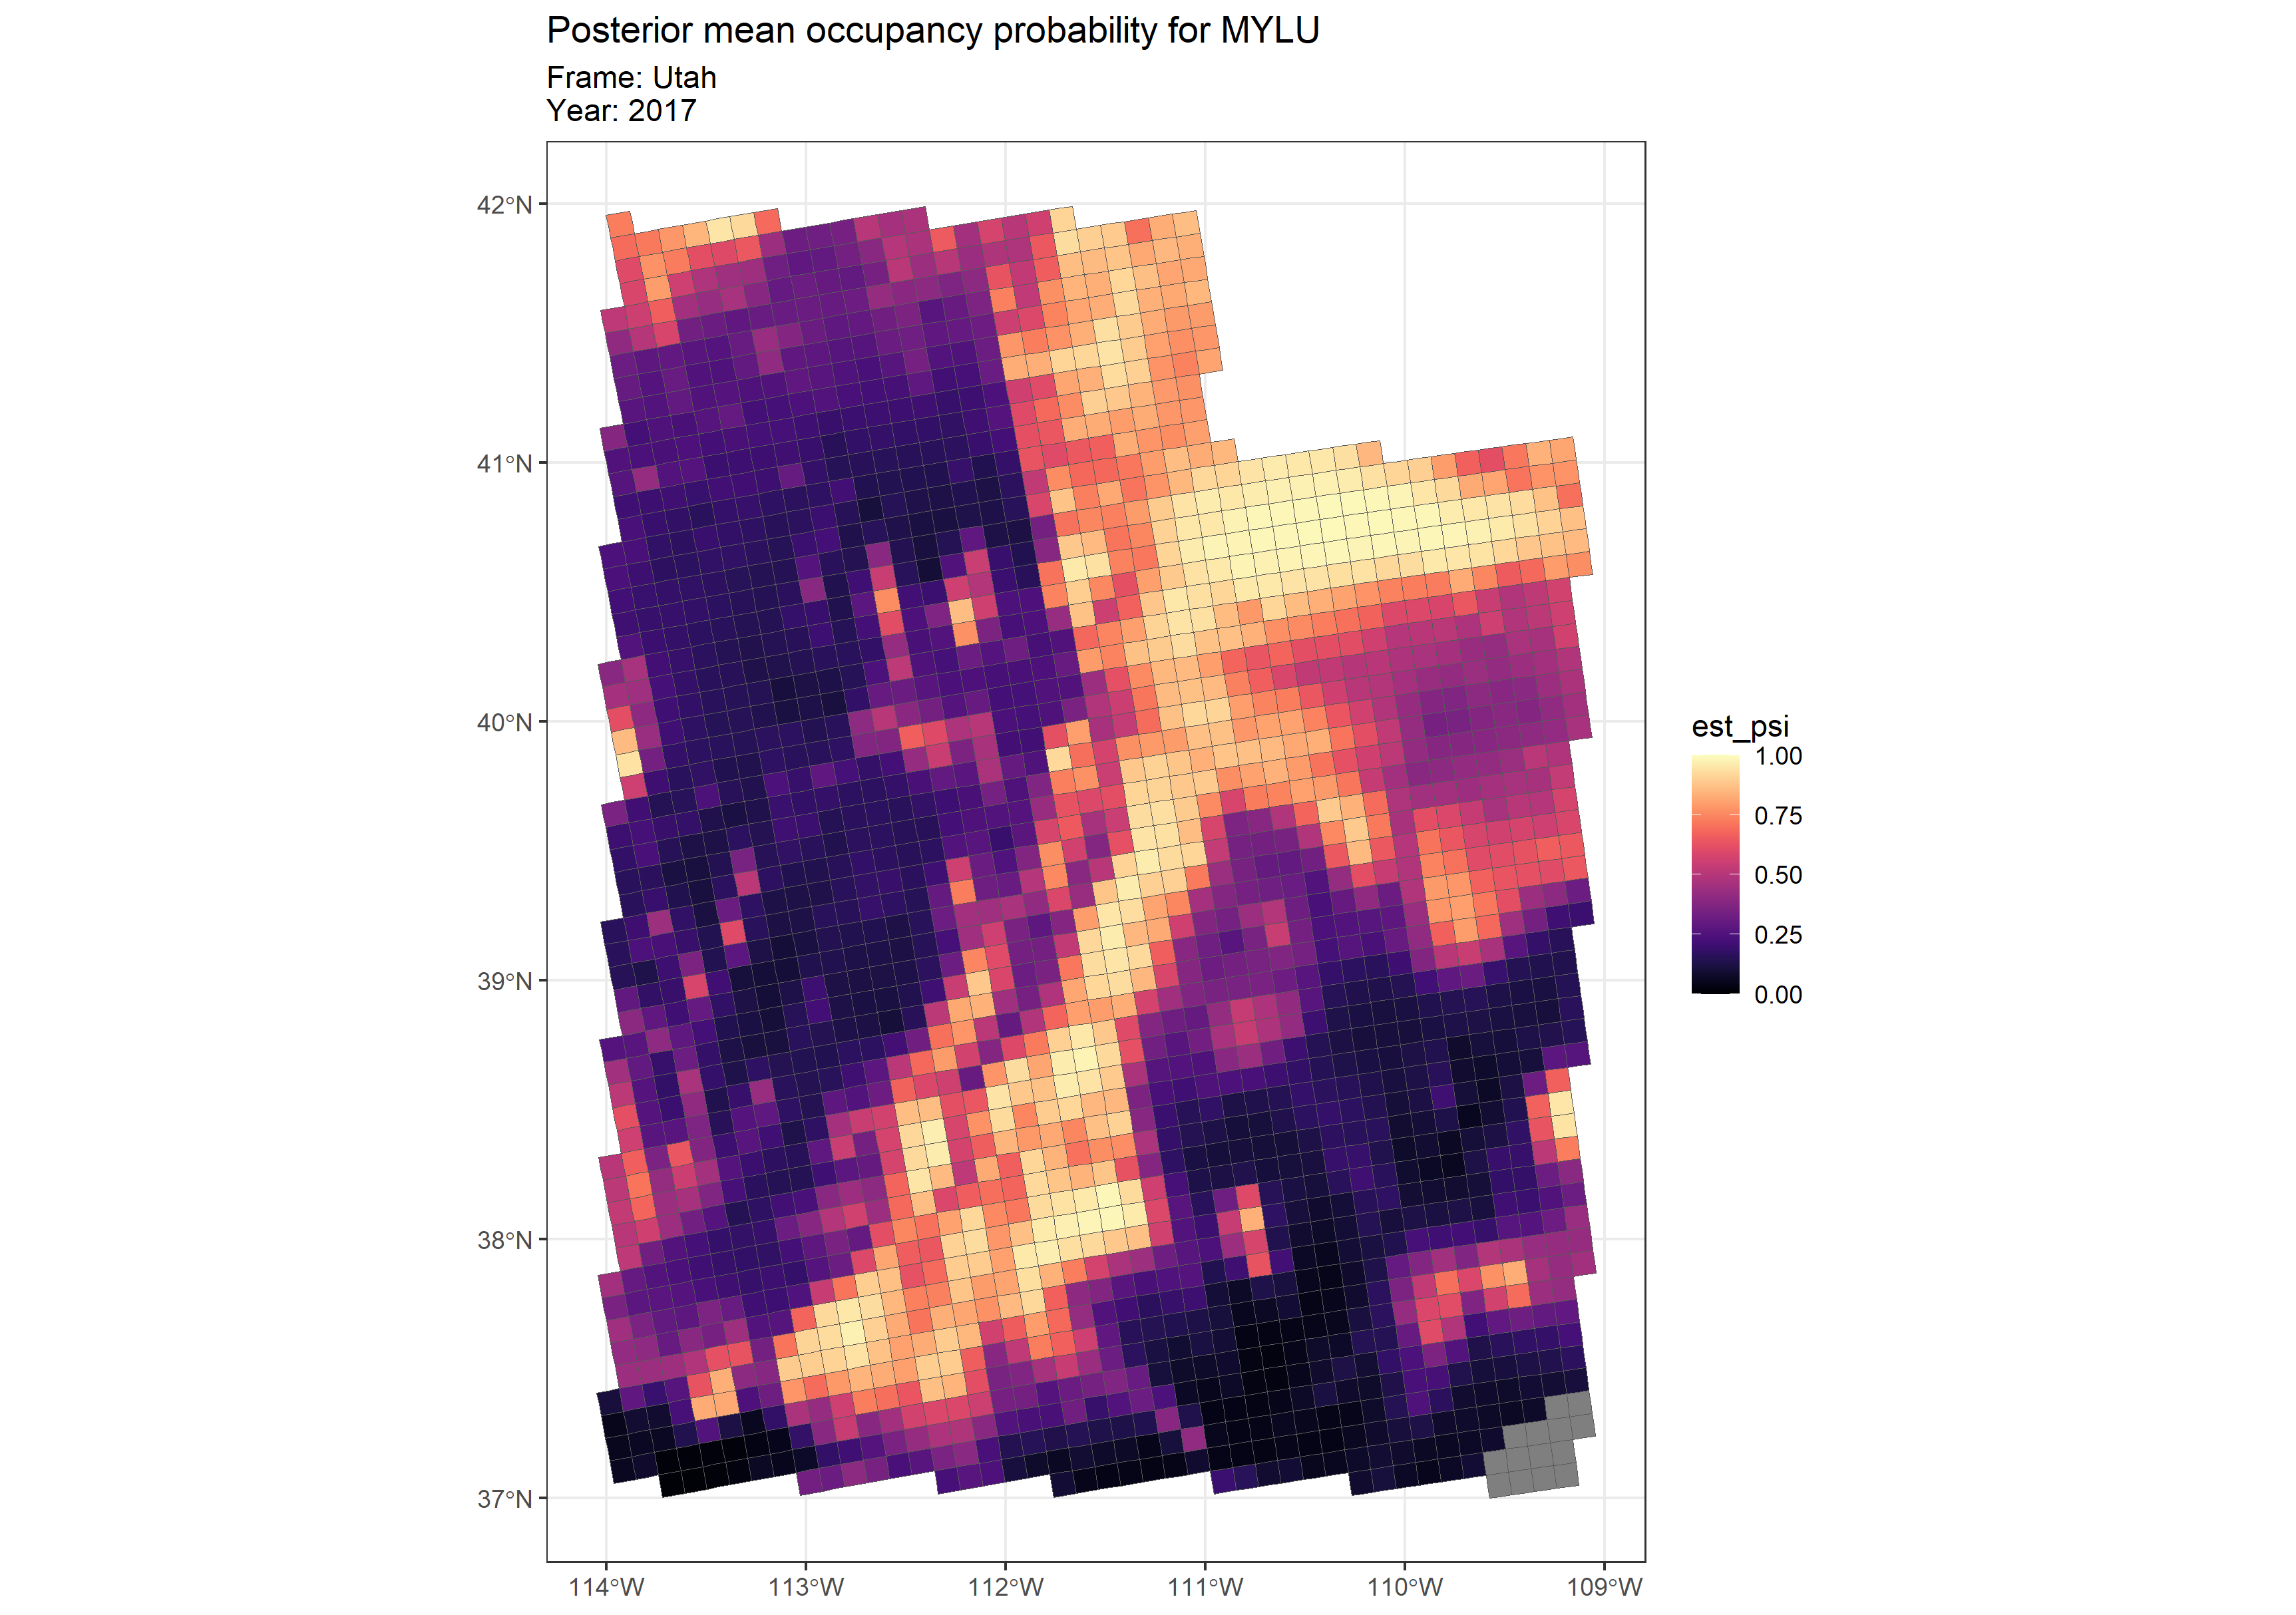 Posterior mean occupancy probability for MYLU
Frame: Utah
Year: 2017
42°N
41°N
40°N
39°N
38°N
37°N
114°W
113°W
112°W
111°W
110°W
109°W
est_psi
1.00
0.75
0.50
0.25
0.00